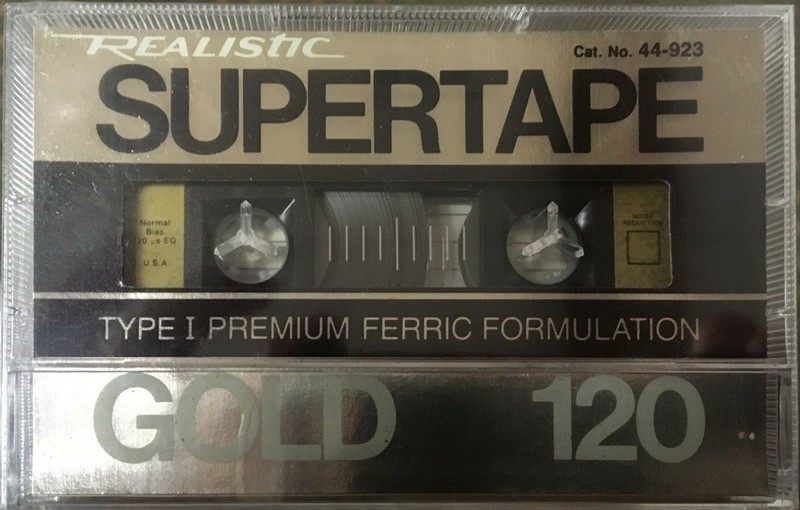 REALISTIC
Cat. No. 44-923
SUPERTAPE
Normal
Bias
120 µs EQ
U.S.A
NOISE
REDUCTION
TYPE I PREMIUM FERRIC FORMULATION
GOLD 120